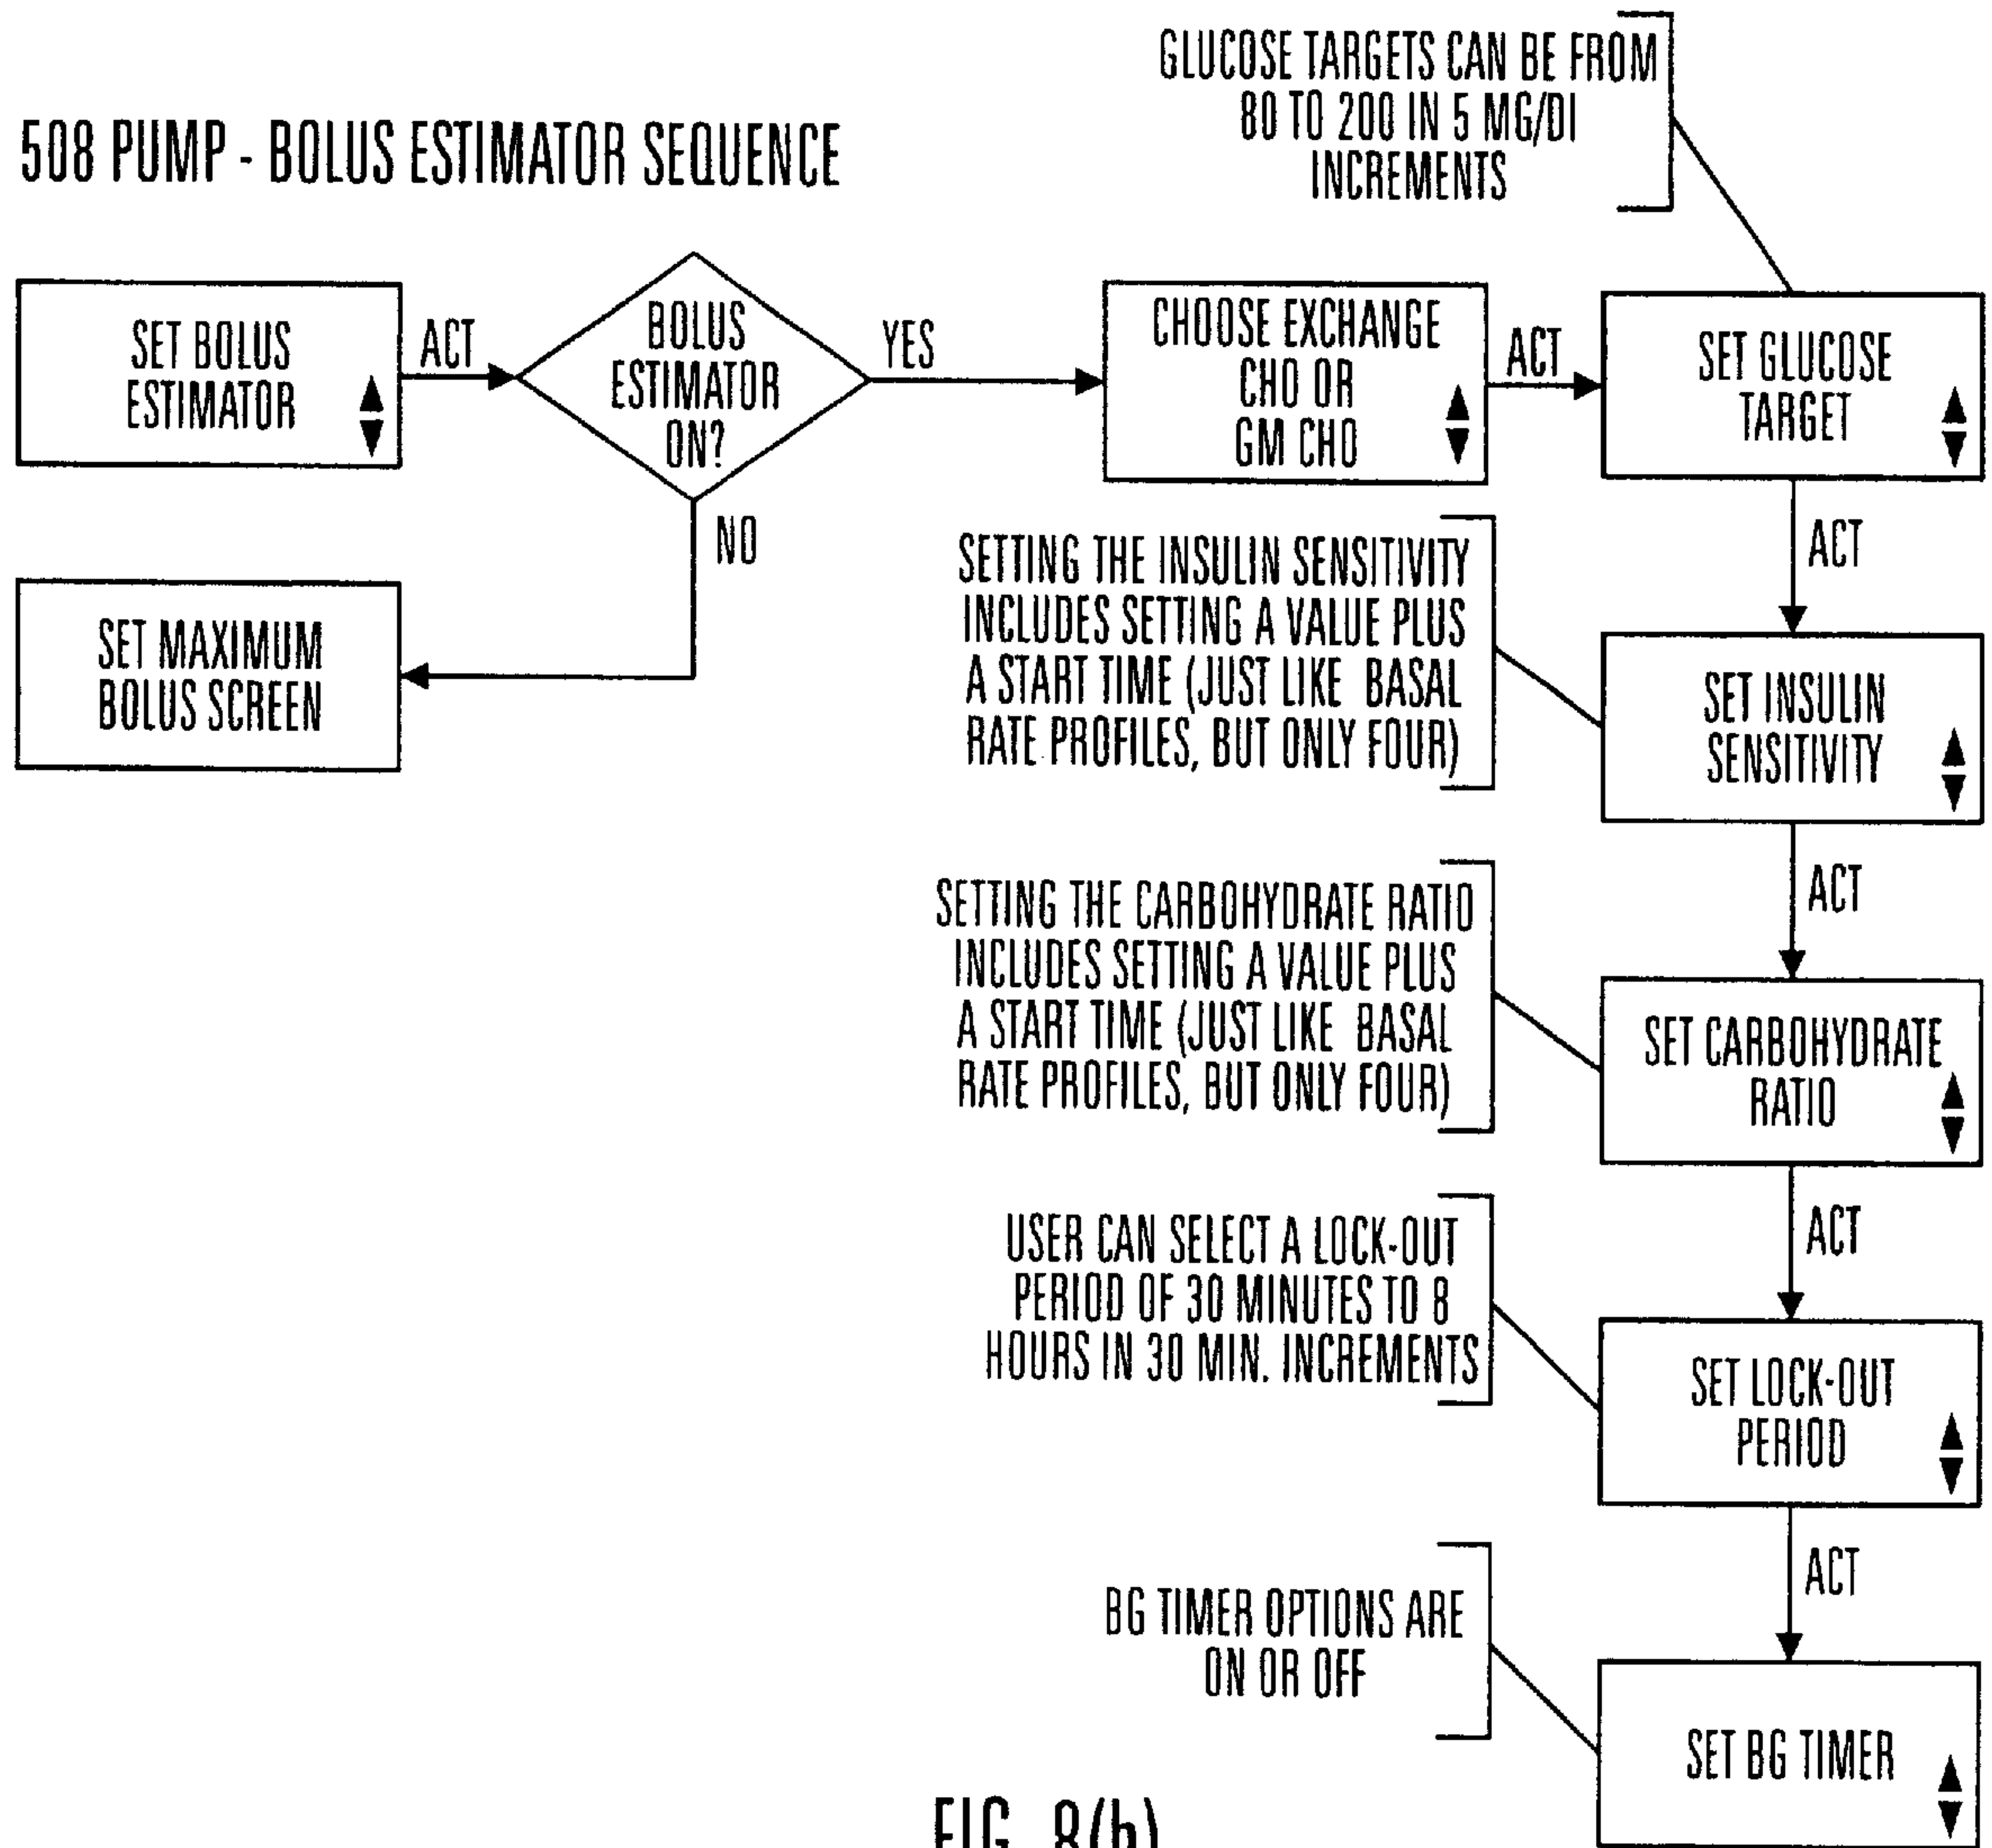 GLUCOSE TARGETS CAN BE FROM
80 TO 200 IN 5 MG/DI
INCREMENTS
508 PUMP - BOLUS ESTIMATOR SEQUENCE
SET BOLUS
ESTIMATOR
ACT
BOLUS
ESTIMATOR
ON?
YES
CHOOSE EXCHANGE
CHO OR
GM CHO
ACT
SET GLUCOSE
TARGET
NO
ACT
SET MAXIMUM
BOLUS SCREEN
SETTING THE INSULIN SENSITIVITY
INCLUDES SETTING A VALUE PLUS
A START TIME (JUST LIKE BASAL
RATE PROFILES, BUT ONLY FOUR)
SET INSULIN
SENSITIVITY
ACT
SETTING THE CARBOHYDRATE RATIO
INCLUDES SETTING A VALUE PLUS
A START TIME (JUST LIKE BASAL
RATE PROFILES, BUT ONLY FOUR)
SET CARBOHYDRATE
RATIO
ACT
USER CAN SELECT A LOCK-OUT
PERIOD OF 30 MINUTES TO 8
HOURS IN 30 MIN. INCREMENTS
SET LOCK-OUT
PERIOD
ACT
BG TIMER OPTIONS ARE
ON OR OFF
SET BG TIMER
FIG. 8(b)